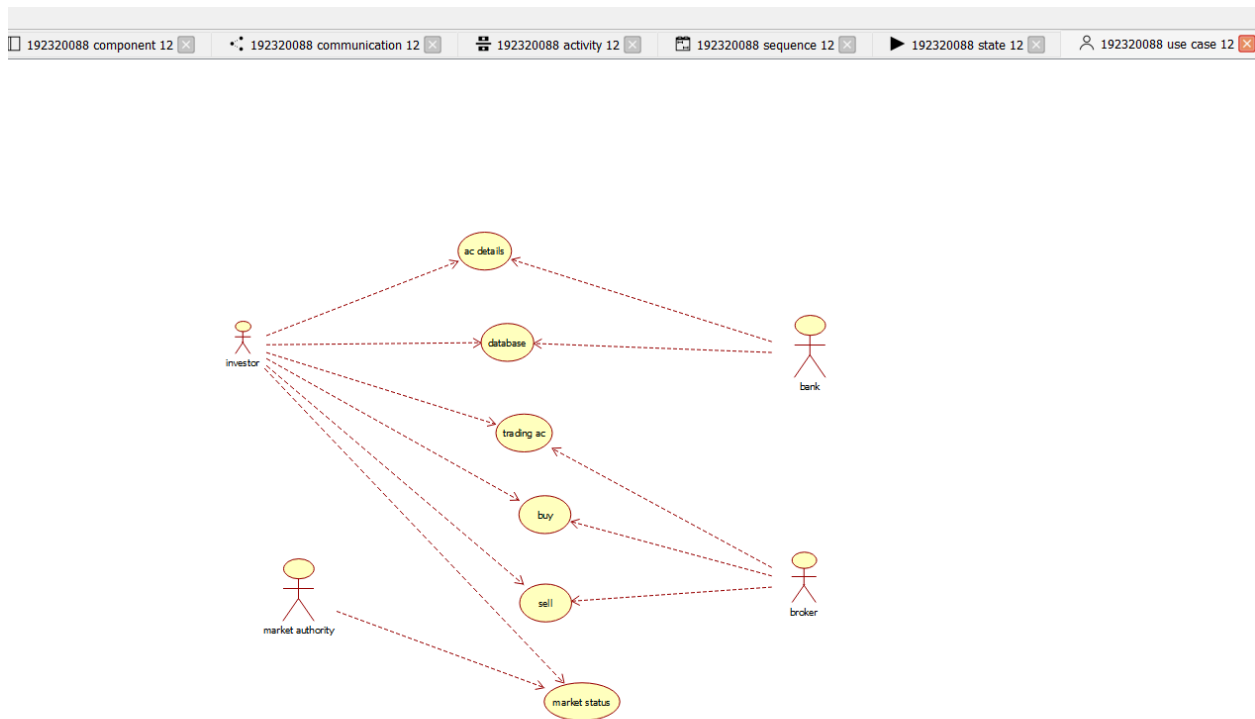 192320088 component 12
192320088 communication 12
192320088 activity 12
192320088 sequence 12
192320088 state 12
192320088 use case 12
ac details
investor
database
bank
trading ac
buy
sell
broker
market authority
market status